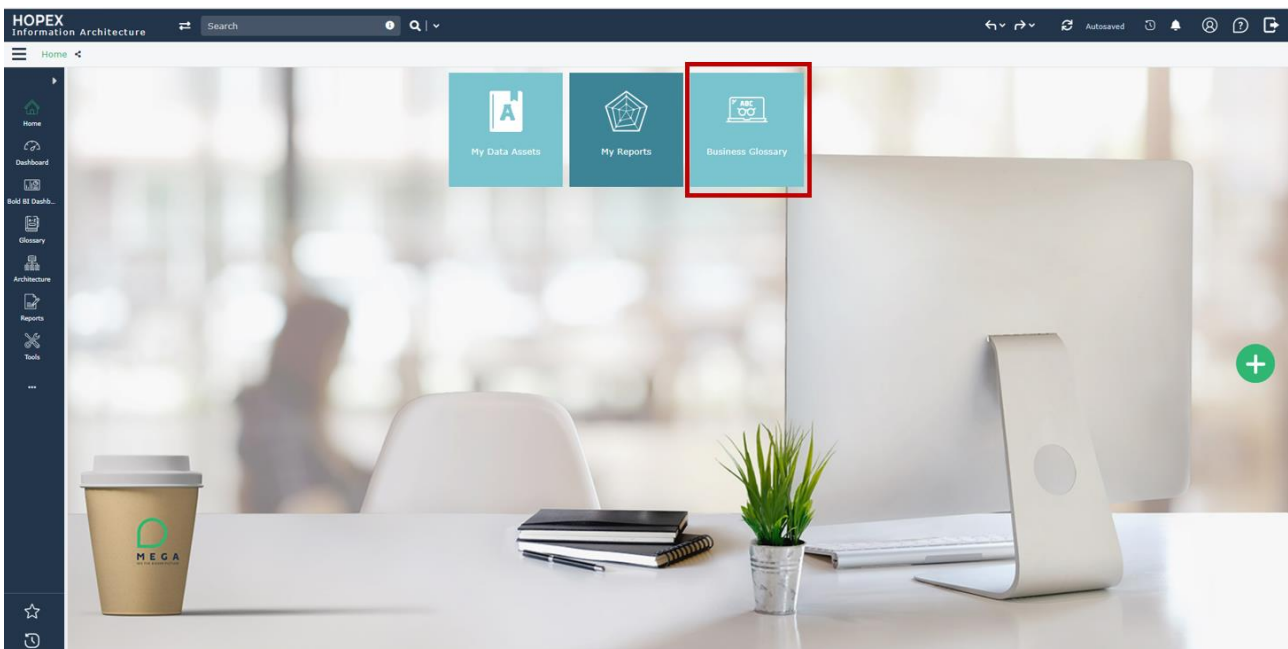 HOPEX
Information Architecture
Search
Autosaved
Home
Home
Dashboard
Bold BI Dashb...
Glossary
Architecture
Reports
Tools
My Data Assets
My Reports
ABC
Business Glossary
A
MEGA